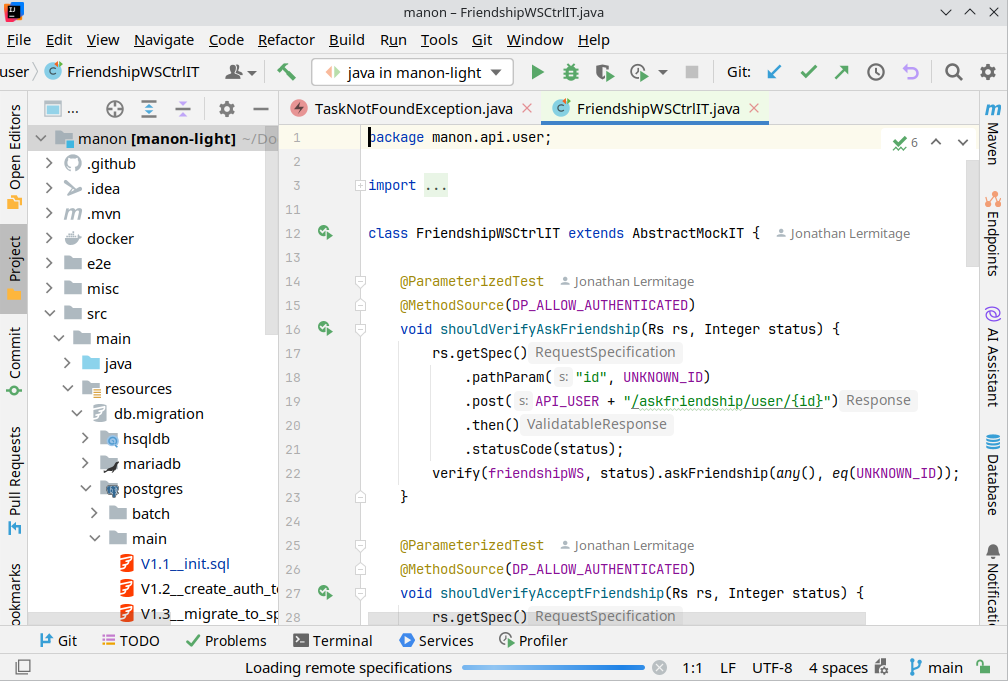 manon – FriendshipWSCtrlIT.java
File Edit View Navigate Code Refactor Build Run Tools Git Window Help
user FriendshipWSCtrlIT java in manon-light Git:
...
TaskNotFoundException.java FriendshipWSCtrlIT.java
Open Editors
Project
Commit
Pull Requests
ookmarks
manon [manon-light] ~/Do
.github
.idea
.mvn
docker
e2e
misc
src
main
java
resources
db.migration
hsqldb
mariadb
postgres
batch
main
V1.1__init.sql
V1.2__create_auth_to
V1.3__migrate_to_sp
6
1 package manon.api.user;
2
3 import ...
11
12 class FriendshipWSCtrlIT extends AbstractMockIT { Jonathan Lermitage
13
14 @ParameterizedTest Jonathan Lermitage
15 @MethodSource(DP_ALLOW_AUTHENTICATED)
16 void shouldVerifyAskFriendship(Rs rs, Integer status) {
17 rs.getSpec() RequestSpecification
18 .pathParam( s: "id", UNKNOWN_ID)
19 .post( s: API_USER + "/askfriendship/user/{id}") Response
20 .then() ValidatableResponse
21 .statusCode(status);
22 verify(friendshipWS, status).askFriendship(any(), eq(UNKNOWN_ID));
23 }
24
25 @ParameterizedTest Jonathan Lermitage
26 @MethodSource(DP_ALLOW_AUTHENTICATED)
27 void shouldVerifyAcceptFriendship(Rs rs, Integer status) {
28 rs.getSpec() RequestSpecification
Maven
Endpoints
AI Assistant
Database
Notificati
Git TODO Problems Terminal Services Profiler
Loading remote specifications 1:1 LF UTF-8 4 spaces main